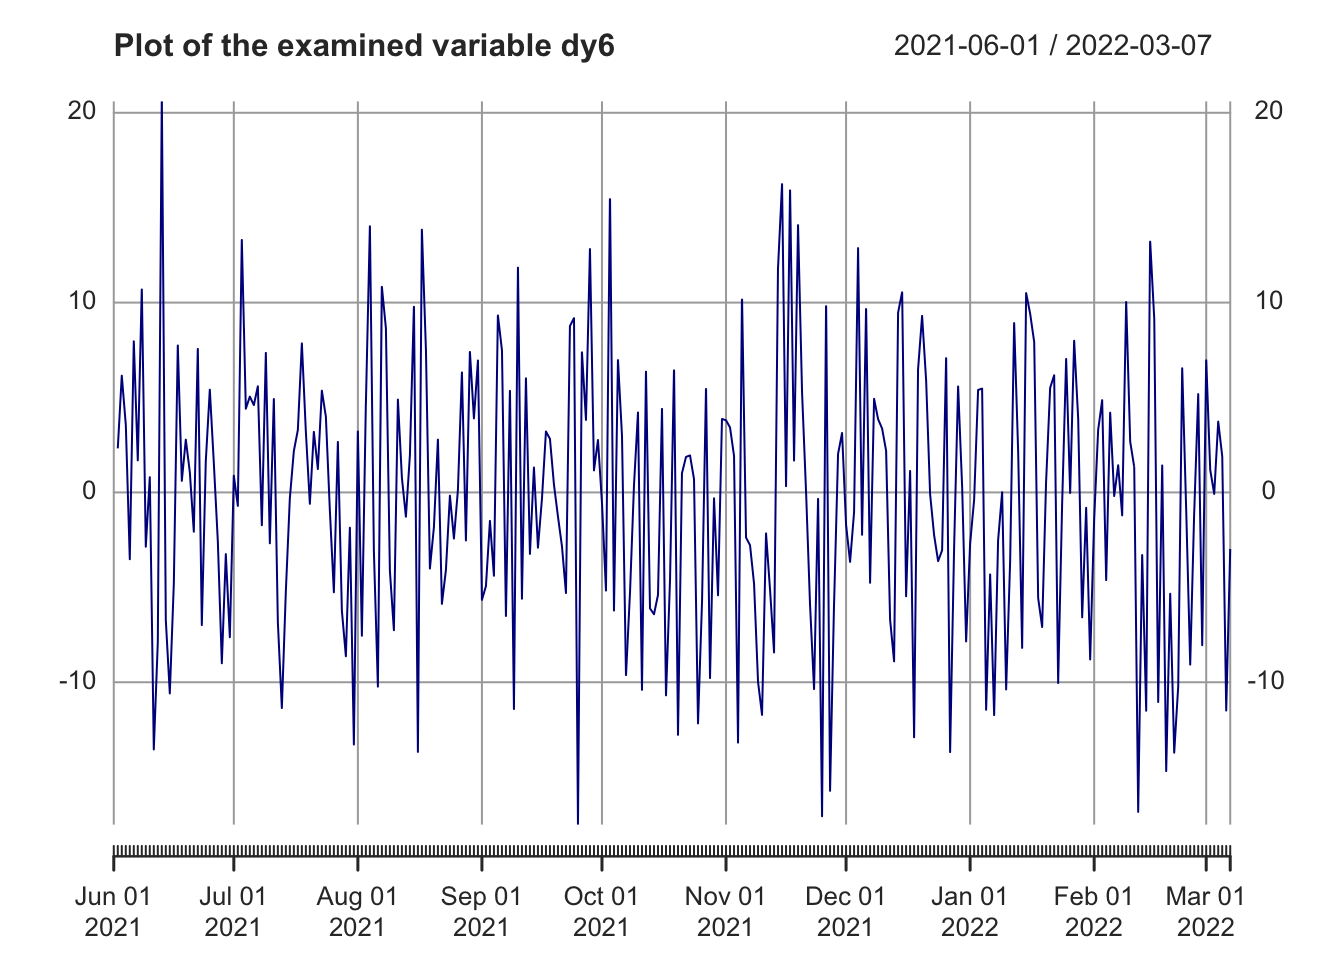 Plot of the examined variable dy6 2021-06-01 / 2022-03-07
20 20
10 10
0 0
-10 -10
Jun 01 Jul 01 Aug 01 Sep 01 Oct 01 Nov 01 Dec 01 Jan 01 Feb 01 Mar 01
2021 2021 2021 2021 2021 2021 2021 2022 2022 2022